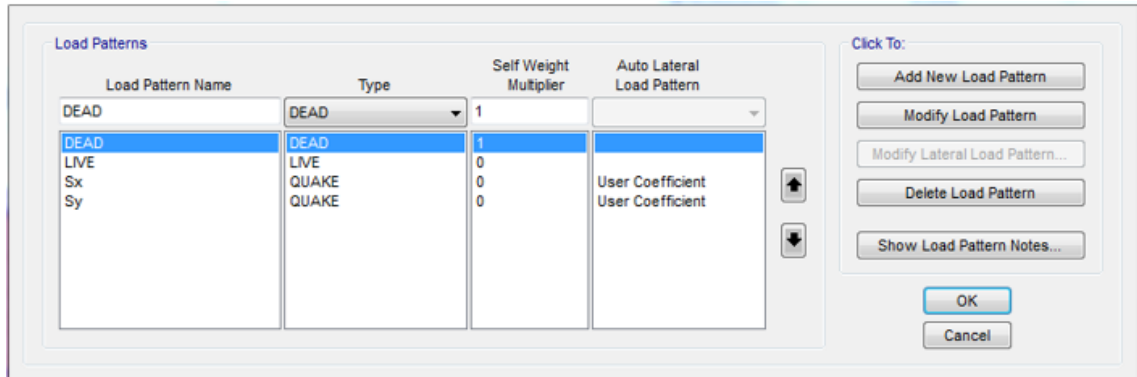 Load Patterns
Load Pattern Name Type Self Weight Multiplier Auto Lateral Load Pattern
DEAD DEAD 1
DEAD DEAD 1
LIVE LIVE 0
Sx QUAKE 0 User Coefficient
Sy QUAKE 0 User Coefficient
Click To:
Add New Load Pattern
Modify Load Pattern
Modify Lateral Load Pattern...
Delete Load Pattern
Show Load Pattern Notes...
OK
Cancel